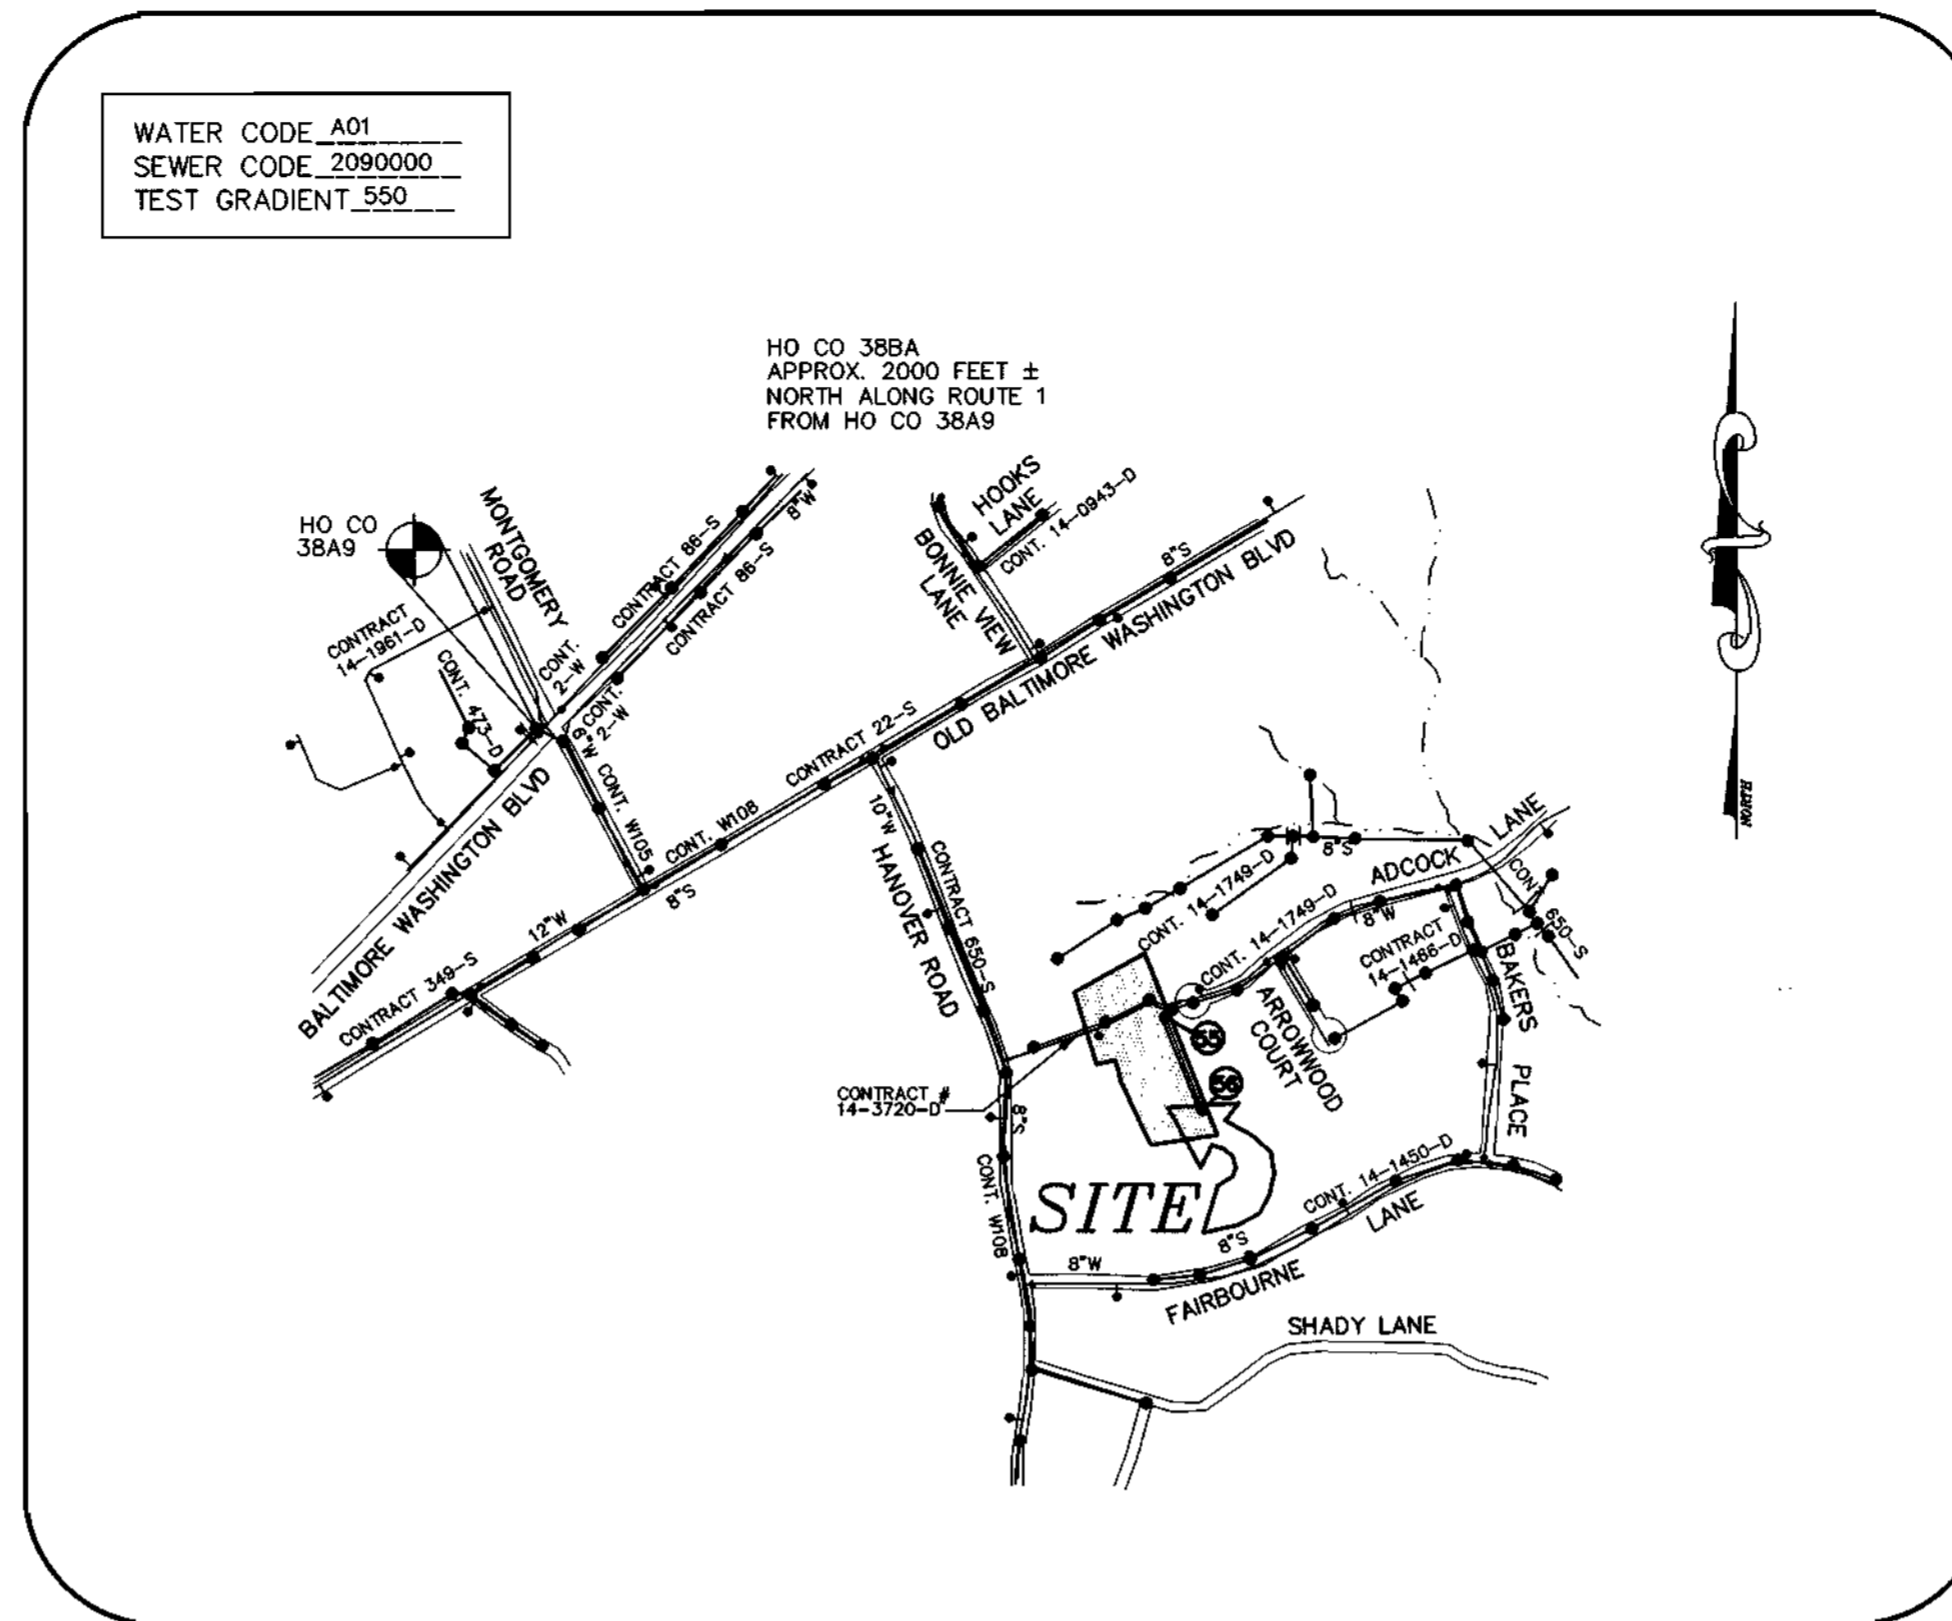 WATER CODE A01
SEWER CODE 2090000
TEST GRADIENT 550
HO CO 38BA
APPROX. 2000 FEET ±
NORTH ALONG ROUTE 1
FROM HO CO 38A9
HO CO
38A9
MONTGOMERY
ROAD
CONTRACT 86-S
CONTRACT 86-S
8"W
HOOKS
LANE
CONT. 14-0943-D
BONNIE VIEW
LANE
8"S
OLD BALTIMORE WASHINGTON BLVD
CONTRACT
14-1961-D
CONT. 473-D
CONT.
2-W
CONT.
2-W
8"W
CONT. W105
BALTIMORE WASHINGTON BLVD
CONTRACT 22-S
CONT. W108
8"S
12"W
CONTRACT 349-S
10"W
HANOVER ROAD
CONTRACT 650-S
CONT. 14-1749-D
8"S
ADCOCK LANE
CONT. 14-1749-D
8"W
CONTRACT
14-1466-D
CONT. 650-S
BAKERS PLACE
ARROWWOOD
COURT
55
56
CONTRACT #
14-3720-D
8"S
CONT. W108
SITE
CONT. 14-1450-D
8"S
8"W
FAIRBOURNE LANE
SHADY LANE
NORTH